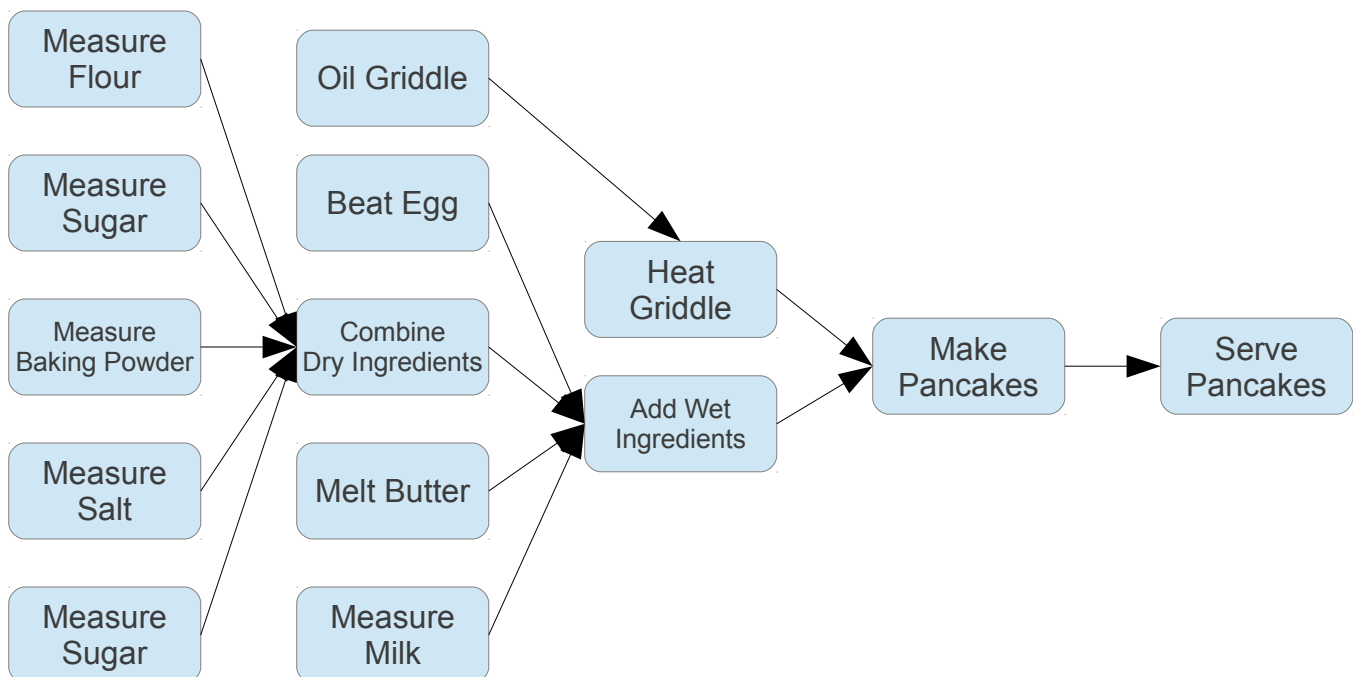 Measure
Flour
Measure
Sugar
Measure
Baking Powder
Measure
Salt
Measure
Sugar
Oil Griddle
Beat Egg
Combine
Dry Ingredients
Melt Butter
Measure
Milk
Heat
Griddle
Add Wet
Ingredients
Make
Pancakes
Serve
Pancakes